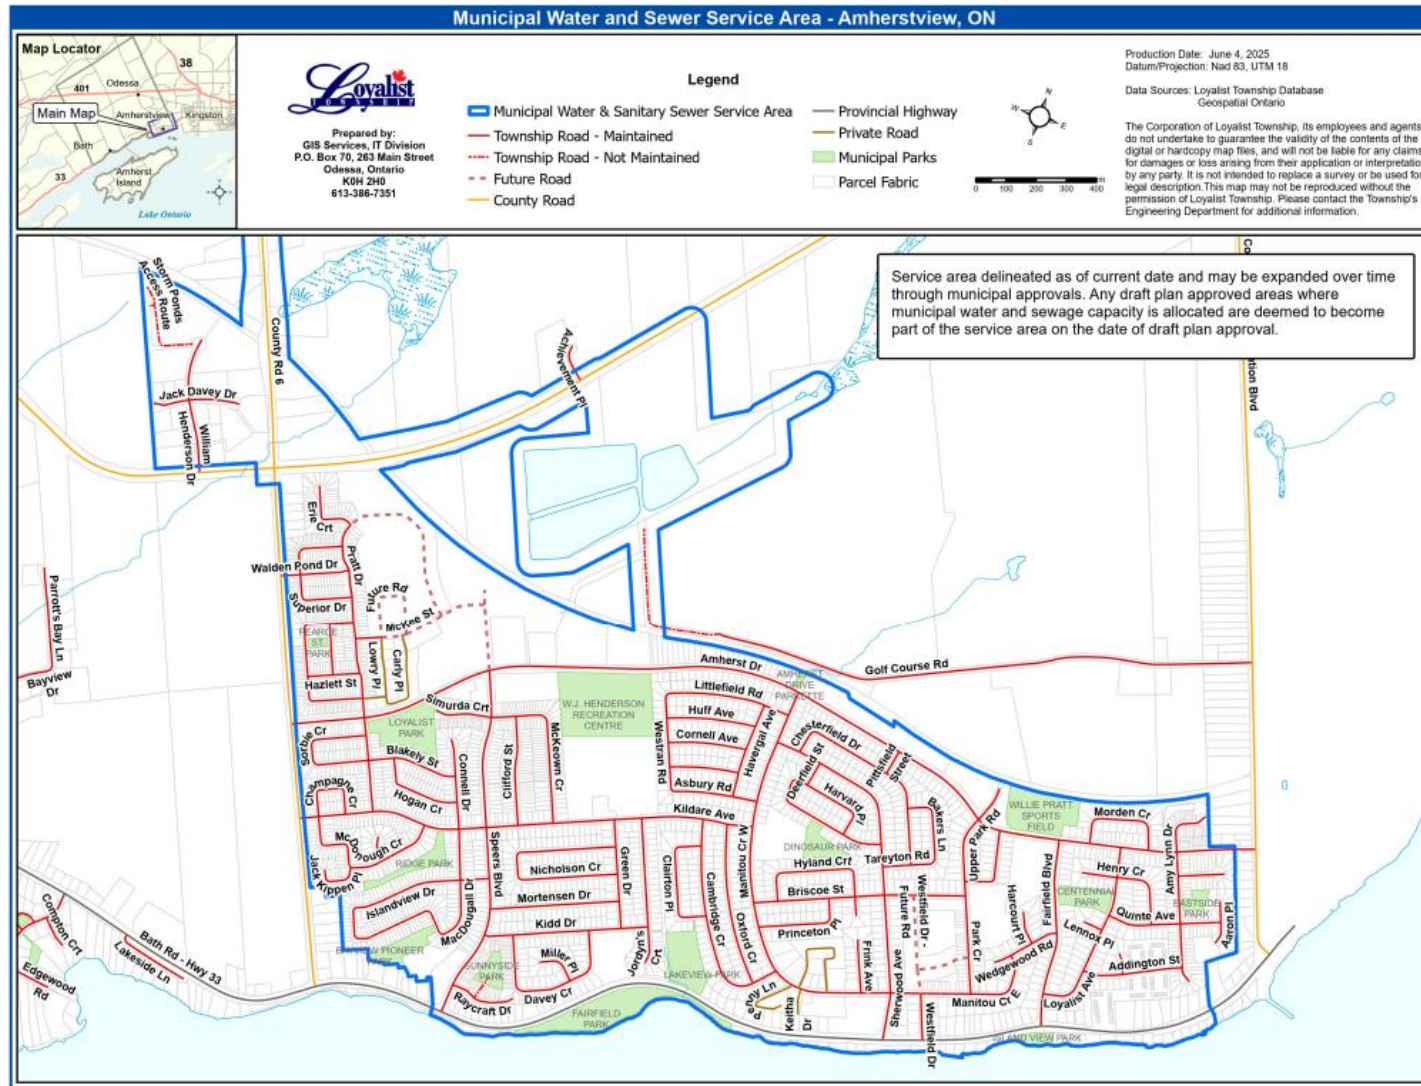 Municipal Water and Sewer Service Area - Amherstview, ON
Map Locator
38
401
Odessa
Main Map
Amherstview
Kingston
Bath
33
Amherst
Island
Lake Ontario
Loyalist
TOWNSHIP
Prepared by:
GIS Services, IT Division
P.O. Box 70, 263 Main Street
Odessa, Ontario
K0H 2H0
613-386-7351
Legend
Municipal Water & Sanitary Sewer Service Area
Township Road - Maintained
Township Road - Not Maintained
Future Road
County Road
Provincial Highway
Private Road
Municipal Parks
Parcel Fabric
N
W
E
S
0 100 200 300 400 m
Production Date: June 4, 2025
Datum/Projection: Nad 83, UTM 18
Data Sources: Loyalist Township Database
Geospatial Ontario
The Corporation of Loyalist Township, its employees and agents
do not undertake to guarantee the validity of the contents of the
digital or hardcopy map files, and will not be liable for any claims
for damages or loss arising from their application or interpretatio
by any party. It is not intended to replace a survey or be used for
legal description.This map may not be reproduced without the
permission of Loyalist Township. Please contact the Township's
Engineering Department for additional information.
Service area delineated as of current date and may be expanded over time
through municipal approvals. Any draft plan approved areas where
municipal water and sewage capacity is allocated are deemed to become
part of the service area on the date of draft plan approval.
Co
ation Blvd
Storm Ponds
Access Route
County Rd 6
Achievement Pl
Jack Davey Dr
William
Henderson Dr
Erie
Crt
Pratt Dr
Walden Pond Dr
Superior Dr
Future Rd
McKee St
PEARCE
ST
PARK
Lowry Pl
Carly Pl
Hazlett St
Parrott's Bay Ln
Bayview
Dr
Amherst Dr
Golf Course Rd
AMHERST
DRIVE
PARKETTE
Littlefield Rd
Simurda Crt
W.J. HENDERSON
RECREATION
CENTRE
Huff Ave
Cornell Ave
Westran Rd
Havergal Ave
Asbury Rd
LOYALIST
PARK
Sorbie Cr
Blakely St
Connell Dr
Clifford St
McKeown Cr
Chesterfield Dr
Deerfield St
Pittsfield
Street
Harvard Pl
Bakers Ln
Champagne Cr
Hogan Cr
Kildare Ave
McDonough Cr
Jack Kippen Pl
RIDGE PARK
Speers Blvd
Nicholson Cr
Green Dr
Mortensen Dr
Kidd Dr
Clairton Pl
Cambridge Cr
Manitou Cr W
Oxford Cr
DINOSAUR PARK
Hyland Crt
Tareyton Rd
Briscoe St
Princeton Pl
Upper Park Rd
WILLIE PRATT
SPORTS
FIELD
Morden Cr
Amy Lynn Dr
Henry Cr
CENTENNIAL
PARK
Fairfield Blvd
Harcourt Pl
Quinte Ave
EASTSIDE
PARK
Aaron Pl
Lennox Pl
Addington St
Wedgewood Rd
Park Cr
Westfield Dr -
Future Rd
Frink Ave
Sherwood Ave
Westfield Dr
Manitou Cr E
Loyalist Ave
ISLAND VIEW PARK
Islandview Dr
MacDougall Dr
BAYVIEW PIONEER
PARK
SUNNYSIDE
PARK
Miller Pl
Jordyn's
Crt
Raycraft Dr
Davey Cr
FAIRFIELD
PARK
LAKEVIEW PARK
Penny Ln
Keitha
Dr
Compton Crt
Bath Rd - Hwy 33
Lakeside Ln
Edgewood
Rd